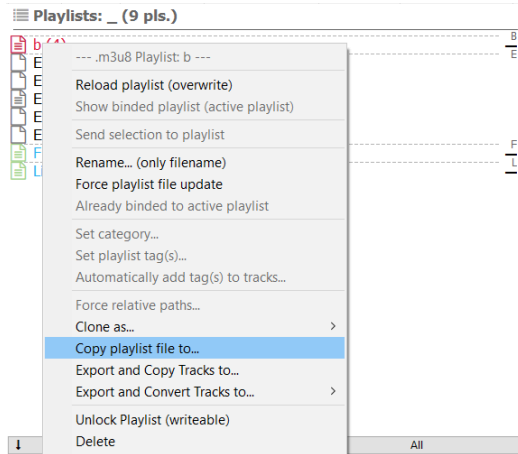 Playlists: _ (9 pls.)
b (4)
B
--- .m3u8 Playlist: b ---
E
E
Reload playlist (overwrite)
E
Show binded playlist (active playlist)
E
E
Send selection to playlist
E
F
F
Rename... (only filename)
L
Li
Force playlist file update
Already binded to active playlist
Set category...
Set playlist tag(s)...
Automatically add tag(s) to tracks...
Force relative paths...
Clone as...
Copy playlist file to...
Export and Copy Tracks to...
Export and Convert Tracks to...
Unlock Playlist (writeable)
Delete
All